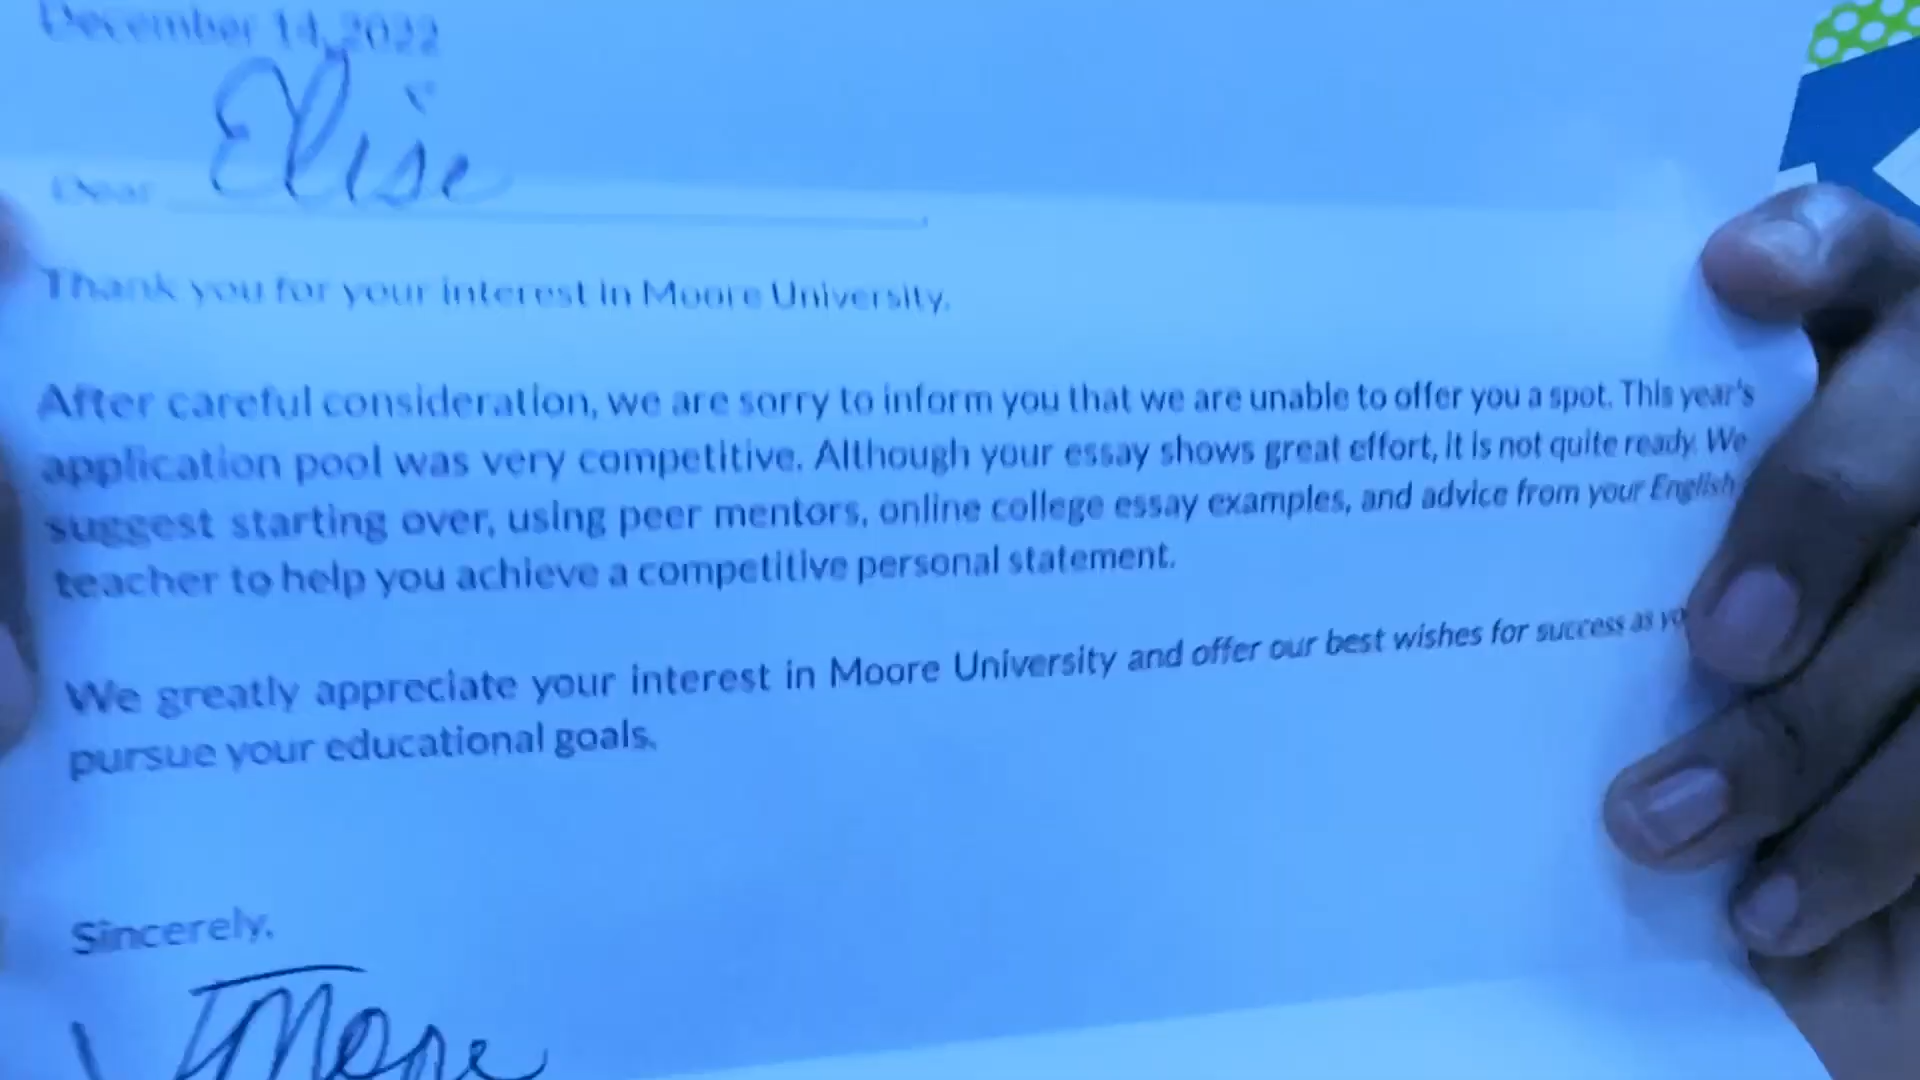 December 14, 2022
Dear Elise
Thank you for your interest in Moore University.
After careful consideration, we are sorry to inform you that we are unable to offer you a spot. This year's
application pool was very competitive. Although your essay shows great effort, it is not quite ready. We
suggest starting over, using peer mentors, online college essay examples, and advice from your English
teacher to help you achieve a competitive personal statement.
We greatly appreciate your interest in Moore University and offer our best wishes for success as yo
pursue your educational goals.
Sincerely,